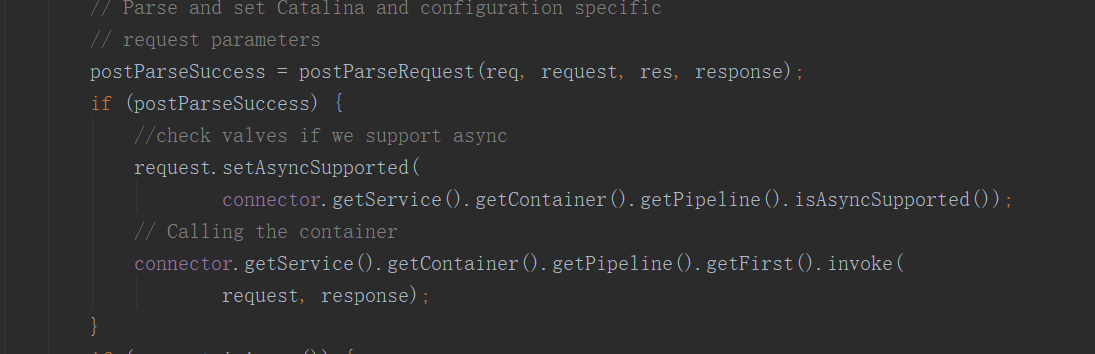 // Parse and set Catalina and configuration specific
// request parameters
postParseSuccess = postParseRequest(req, request, res, response);
if (postParseSuccess) {
//check valves if we support async
request.setAsyncSupported(
connector.getService().getContainer().getPipeline().isAsyncSupported());
// Calling the container
connector.getService().getContainer().getPipeline().getFirst().invoke(
request, response);
}